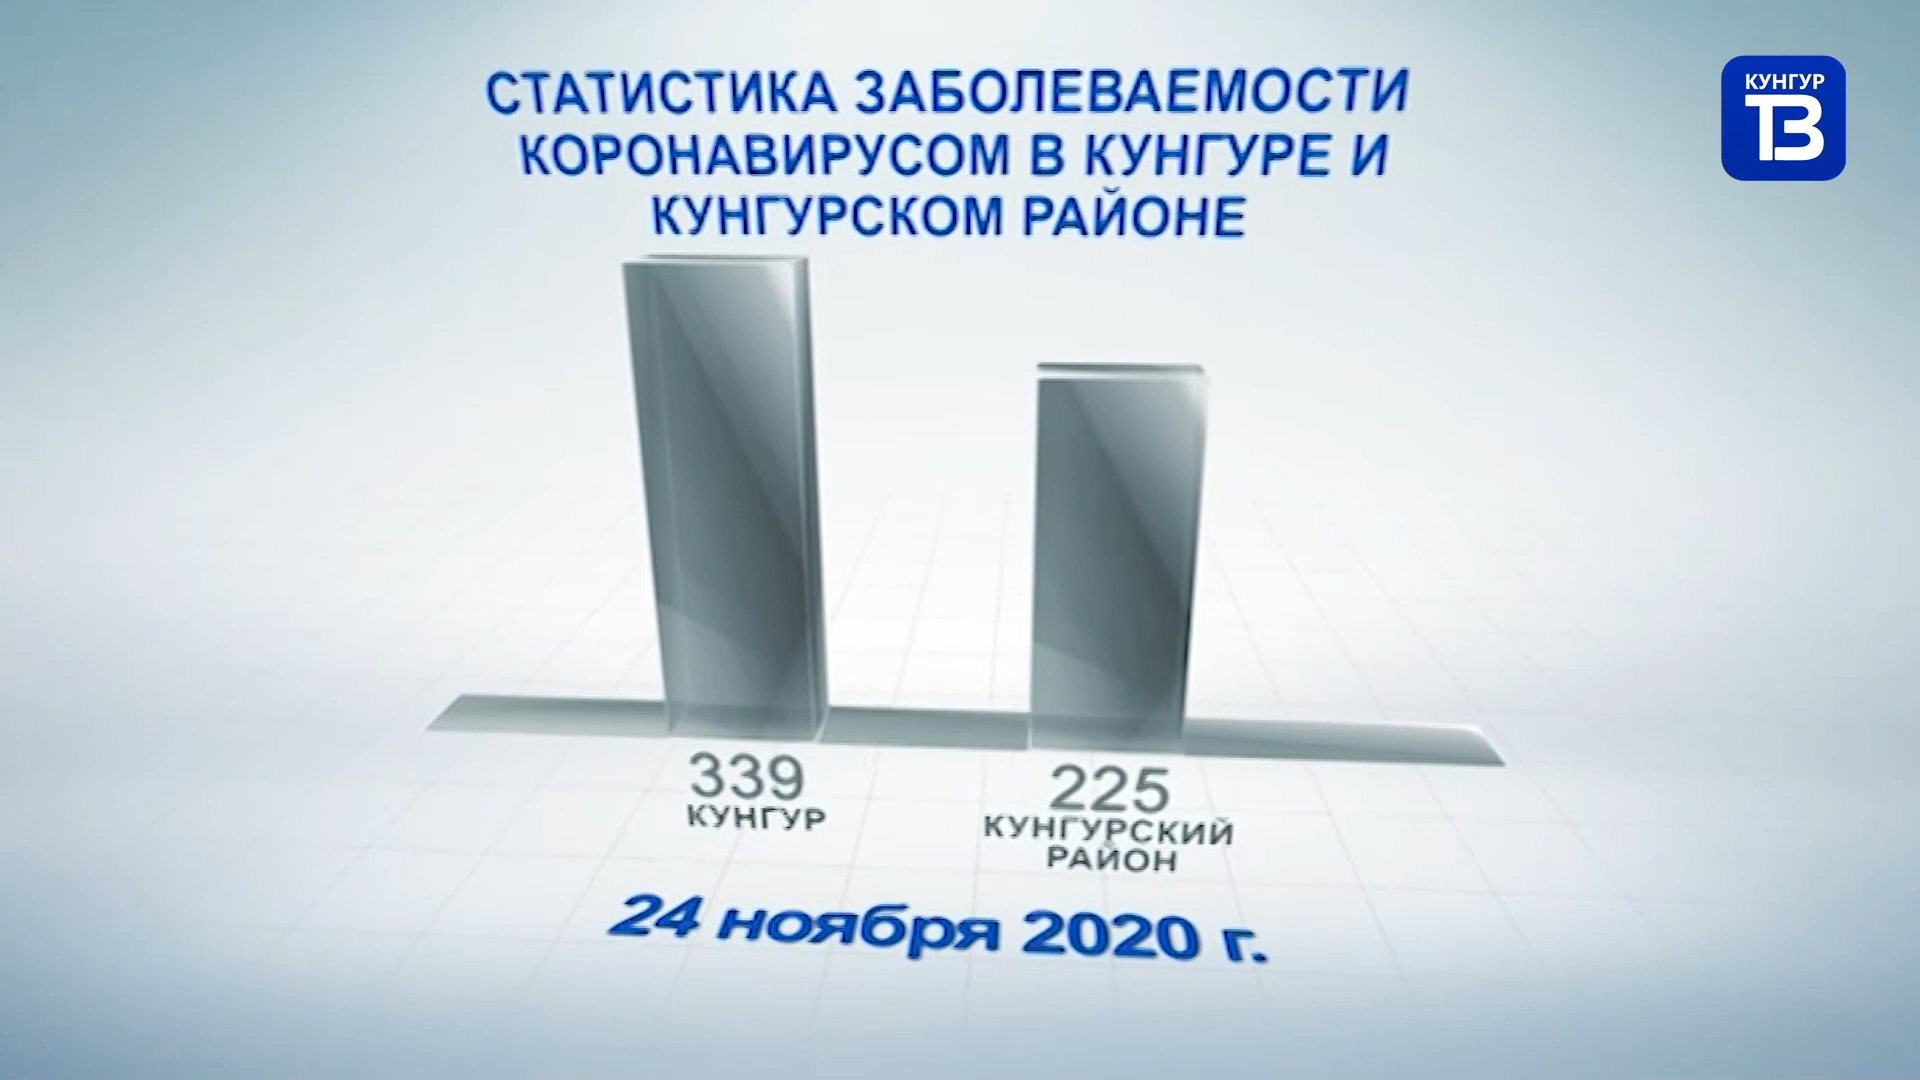 СТАТИСТИКА ЗАБОЛЕВАЕМОСТИ
КОРОНАВИРУСОМ В КУНГУРЕ И
КУНГУРСКОМ РАЙОНЕ
КУНГУР
ТВ
339
КУНГУР
225
КУНГУРСКИЙ
РАЙОН
24 ноября 2020 г.